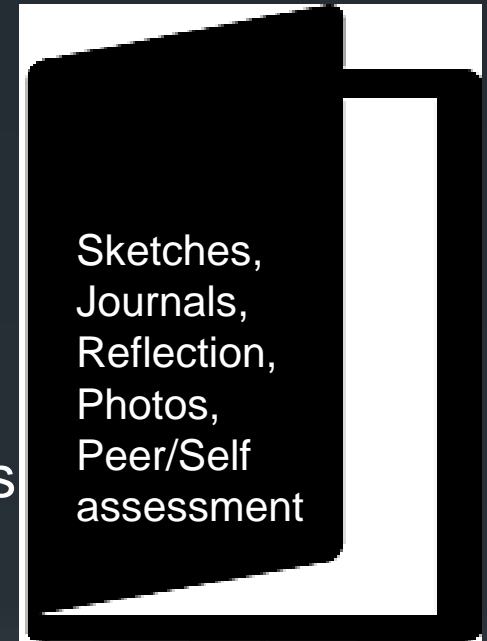 Sketches,
Journals,
Reflection,
Photos,
Peer/Self
s
assessment